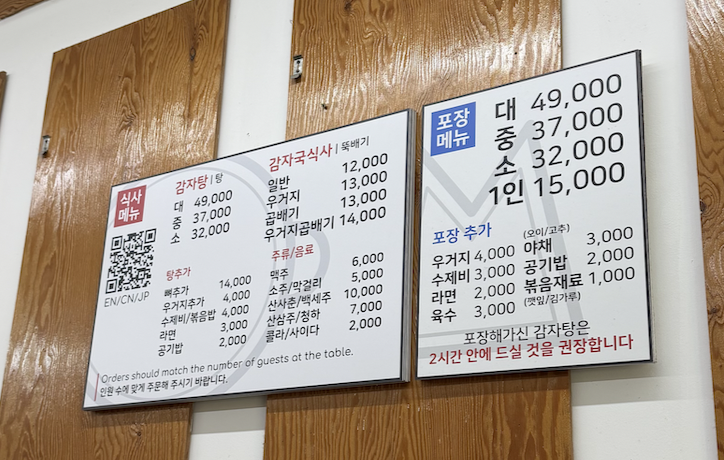 식사
메뉴
EN/CN/JP
감자탕 | 탕
대 49,000
중 37,000
소 32,000
탕추가
뼈추가 14,000
우거지추가 4,000
수제비/볶음밥 4,000
라면 3,000
공기밥 2,000
감자국식사 | 뚝배기
일반 12,000
우거지 13,000
곱배기 13,000
우거지곱배기 14,000
주류/음료
맥주 6,000
소주/막걸리 5,000
산사춘/백세주 10,000
산삼주/청하 7,000
콜라/사이다 2,000
Orders should match the number of guests at the table.
인원 수에 맞게 주문해 주시기 바랍니다.
포장
메뉴
대 49,000
중 37,000
소 32,000
1인 15,000
포장 추가
우거지 4,000
수제비 3,000
라면 2,000
육수 3,000
(오이/고추)
야채 3,000
공기밥 2,000
볶음재료 1,000
(깻잎/김가루)
포장해가신 감자탕은
2시간 안에 드실 것을 권장합니다